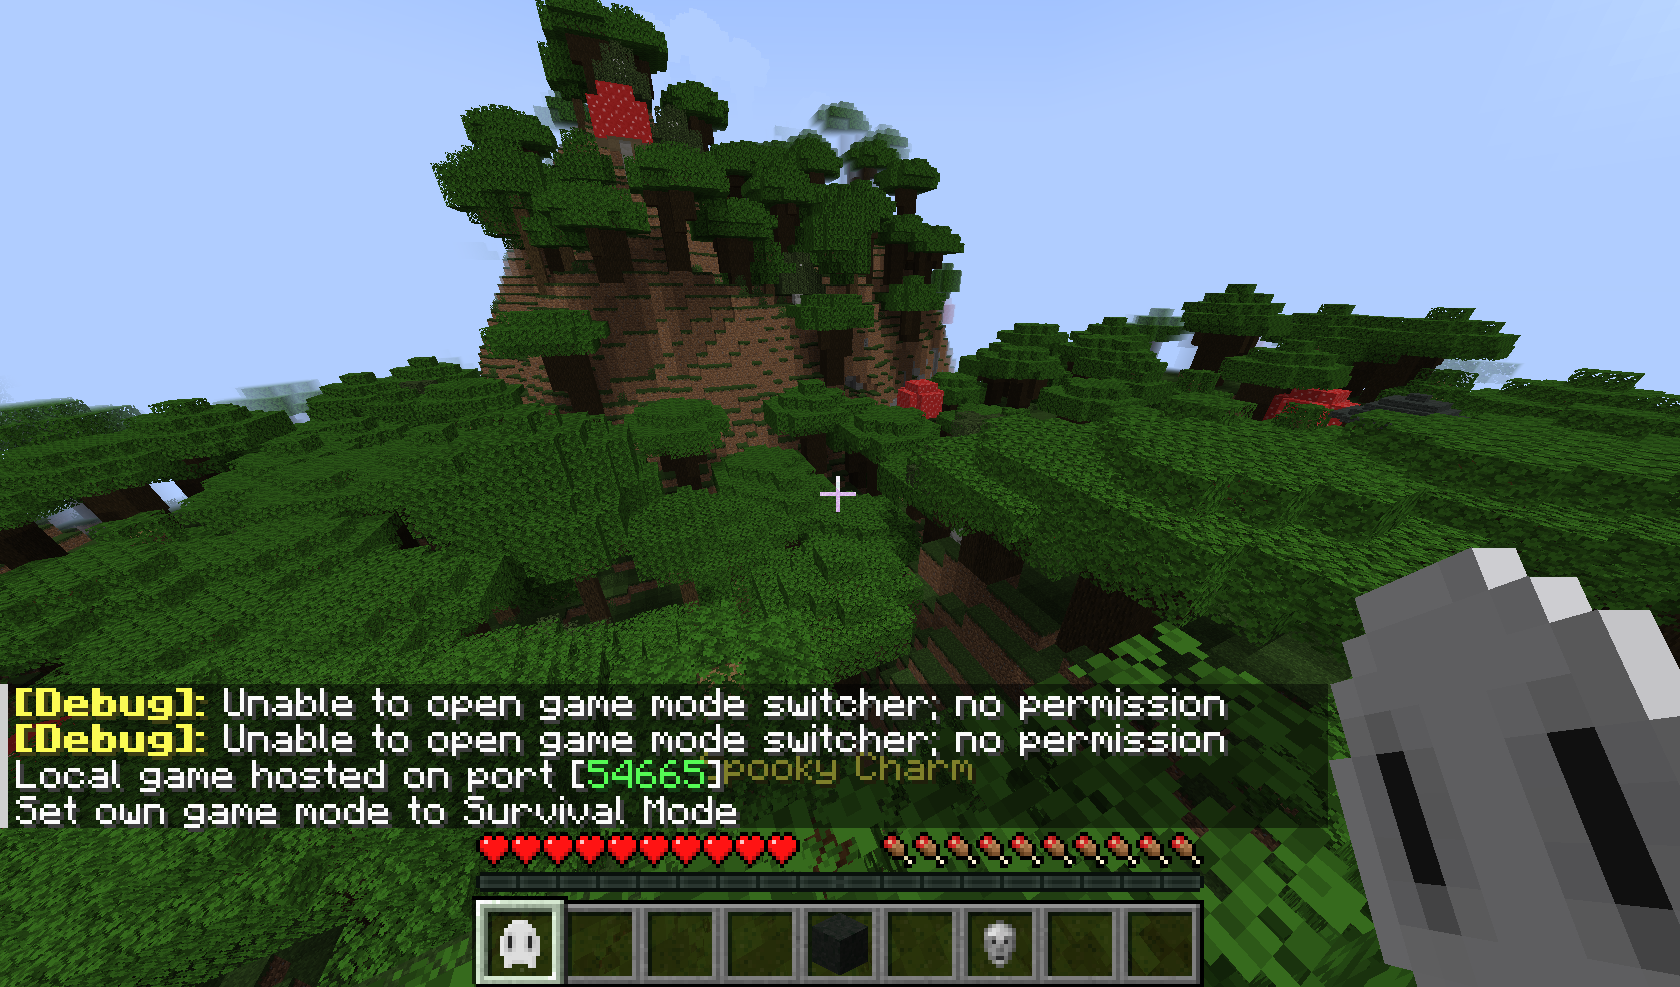 [Debug]: Unable to open game mode switcher; no permission
[Debug]: Unable to open game mode switcher; no permission
Local game hosted on port [54665]
Spooky Charm
Set own game mode to Survival Mode